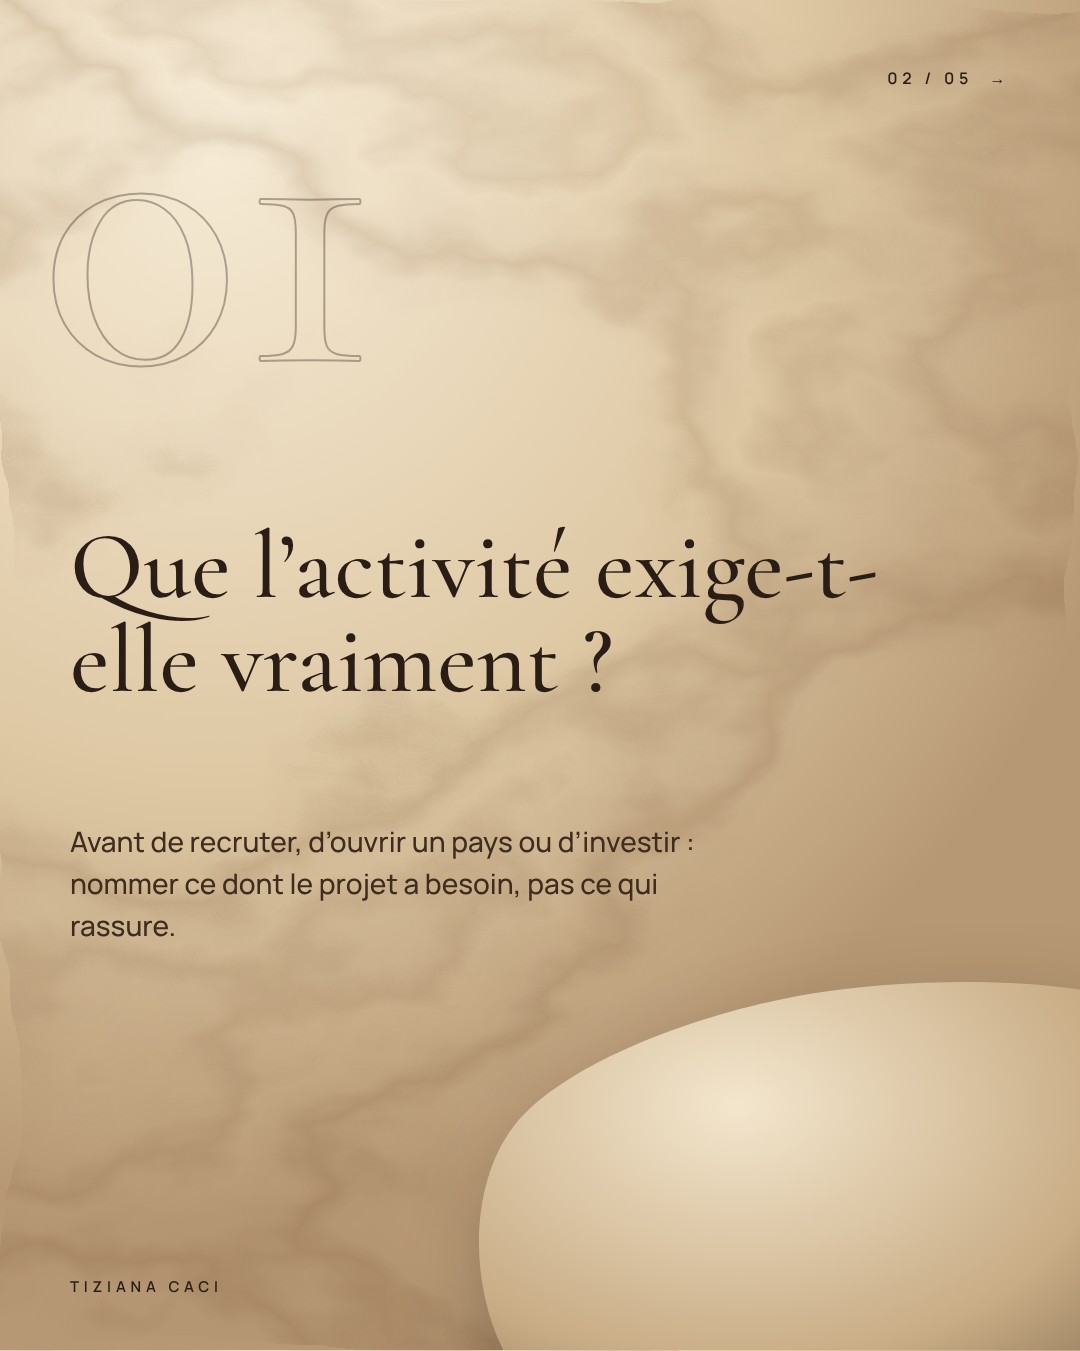 02 / 05 →
01
Que l’activité exige-t-
elle vraiment ?
Avant de recruter, d’ouvrir un pays ou d’investir :
nommer ce dont le projet a besoin, pas ce qui
rassure.
TIZIANA CACI